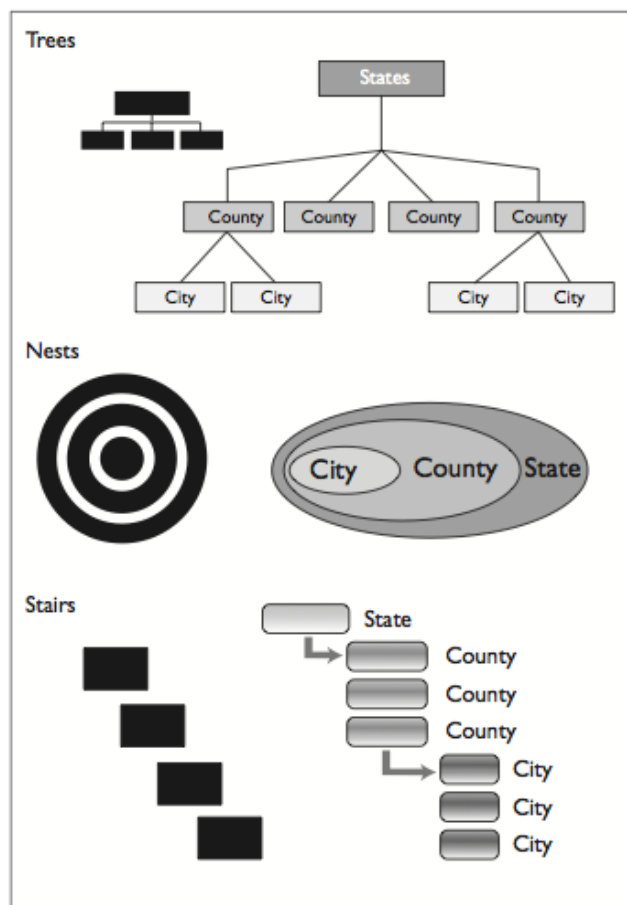 Trees
States
County County County County
City City City City
Nests
City County State
Stairs
State
County
County
County
City
City
City